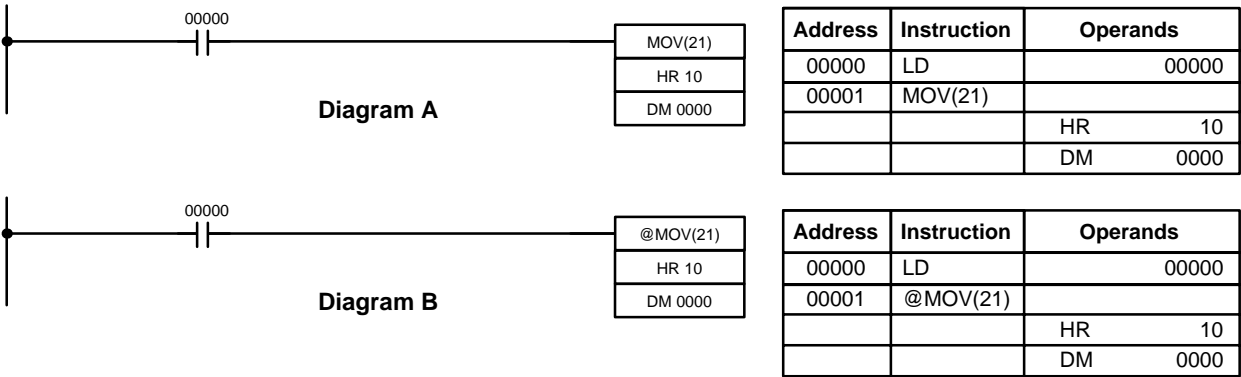 00000
MOV(21)
HR 10
DM 0000
Diagram A
Address Instruction Operands
00000 LD 00000
00001 MOV(21)
HR 10
DM 0000
00000
@MOV(21)
HR 10
DM 0000
Diagram B
Address Instruction Operands
00000 LD 00000
00001 @MOV(21)
HR 10
DM 0000